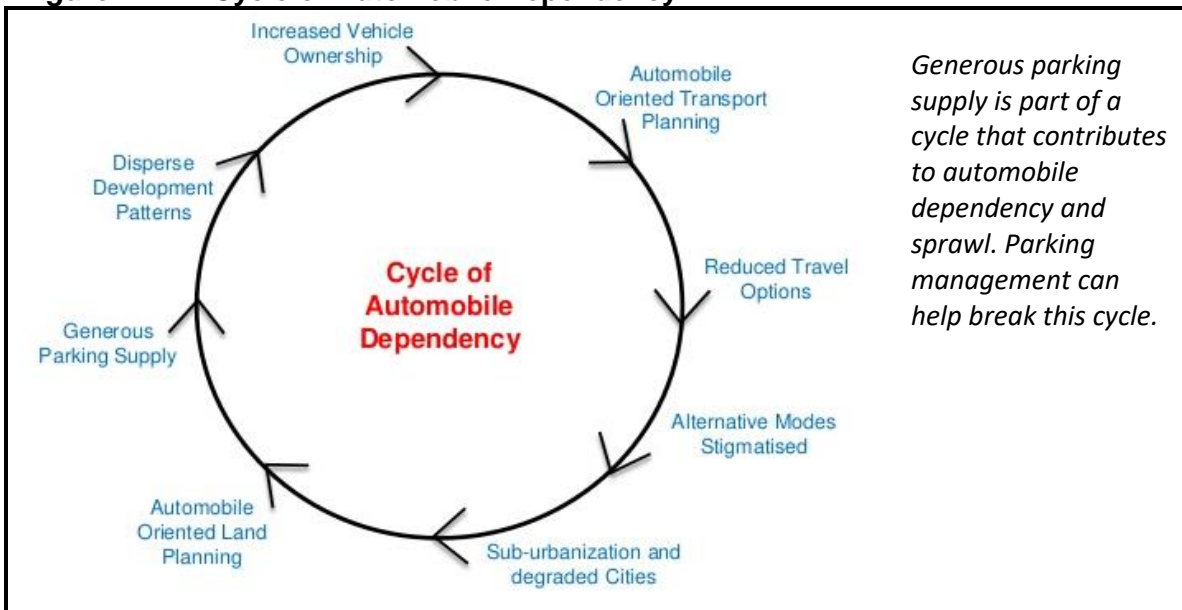 Increased Vehicle
Ownership
Automobile
Oriented Transport
Planning
Reduced Travel
Options
Alternative Modes
Stigmatised
Sub-urbanization and
degraded Cities
Automobile
Oriented Land
Planning
Generous
Parking Supply
Disperse
Development
Patterns
Cycle of
Automobile
Dependency
Generous parking
supply is part of a
cycle that contributes
to automobile
dependency and
sprawl. Parking
management can
help break this cycle.